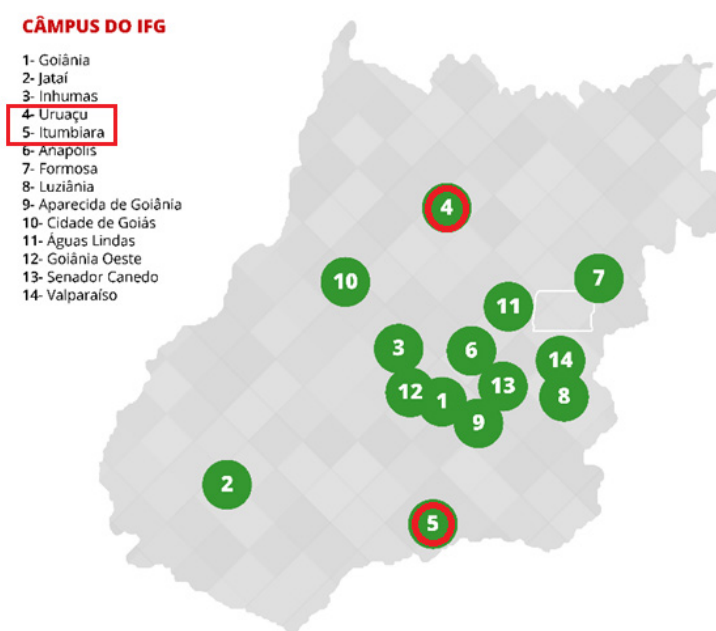 CÂMPUS DO IFG
1- Goiânia
2- Jataí
3- Inhumas
4- Uruaçu
5- Itumbiara
6- Anápolis
7- Formosa
8- Luziânia
9- Aparecida de Goiânia
10- Cidade de Goiás
11- Águas Lindas
12- Goiânia Oeste
13- Senador Canedo
14- Valparaíso
4
10
7
11
3
6
14
12
1
13
8
9
2
5